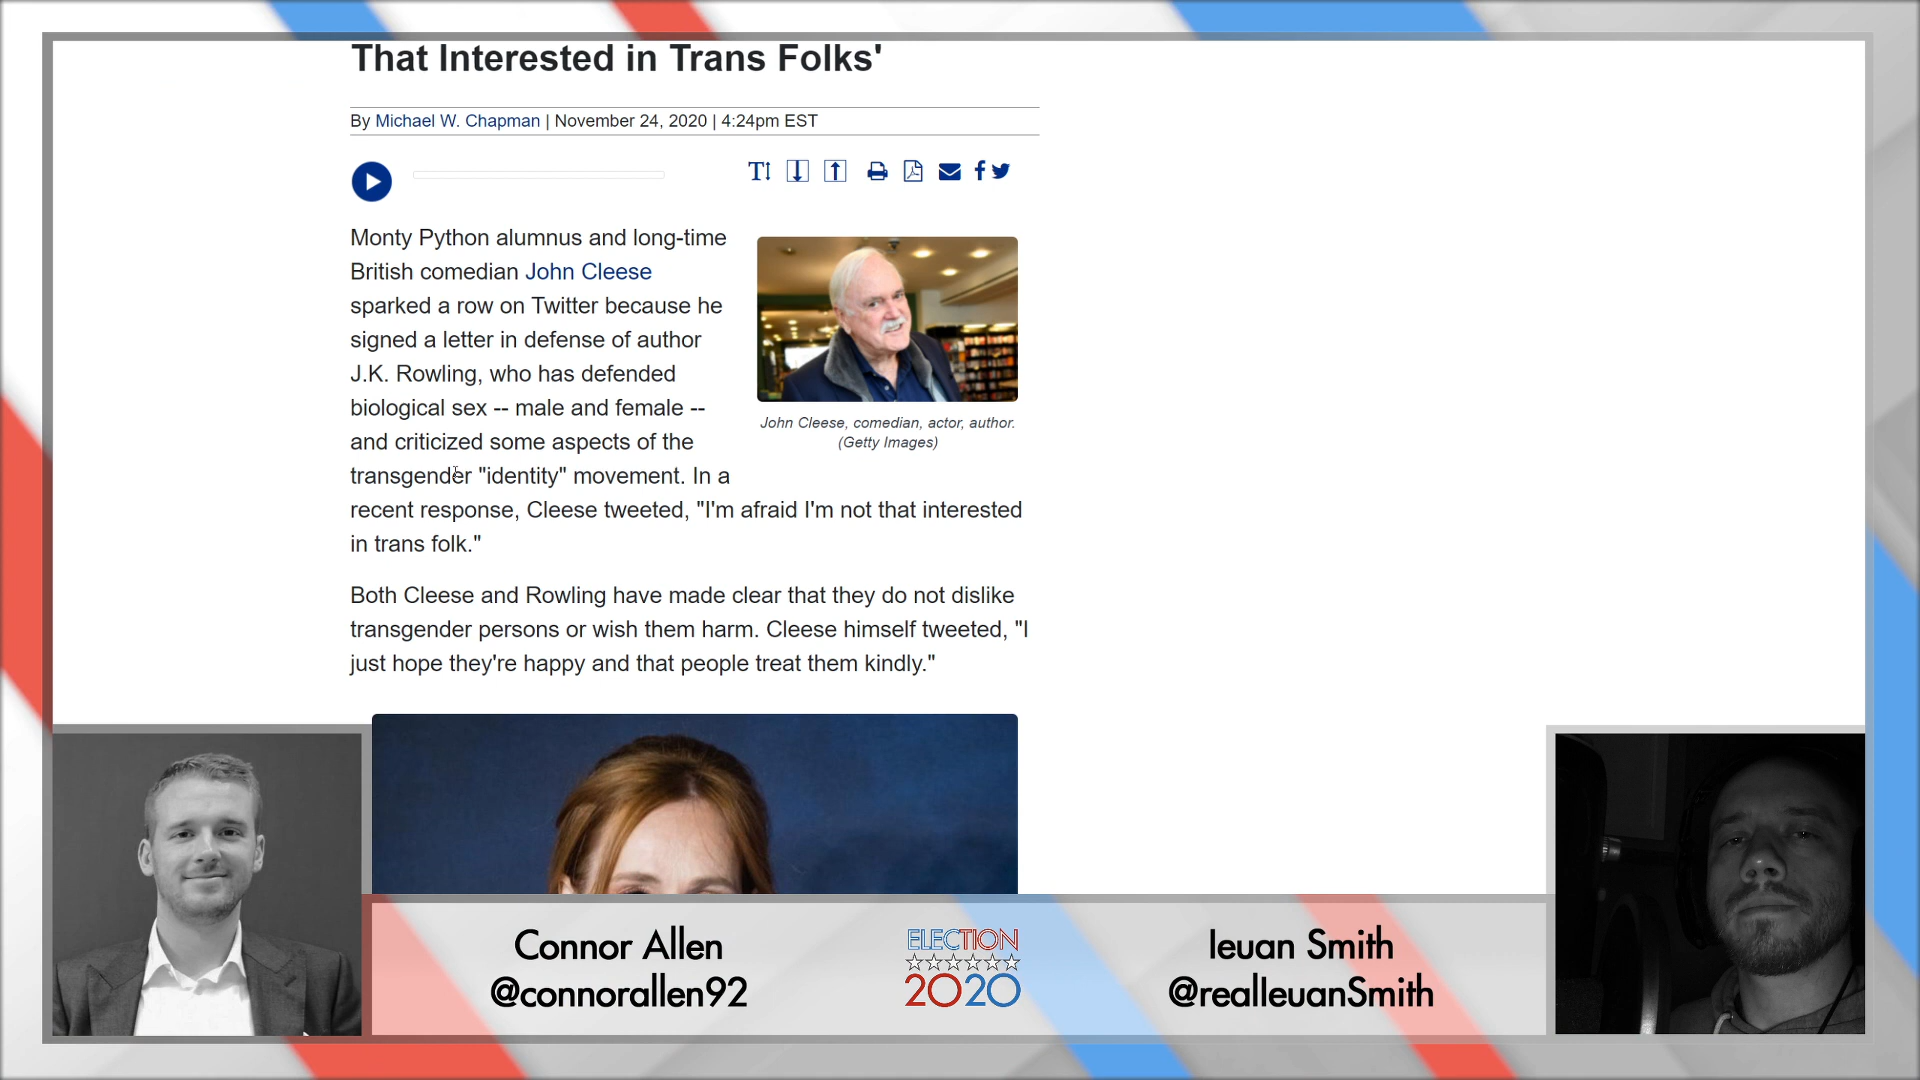 That Interested in Trans Folks'
By Michael W. Chapman | November 24, 2020 | 4:24pm EST
Monty Python alumnus and long-time
British comedian John Cleese
sparked a row on Twitter because he
signed a letter in defense of author
J.K. Rowling, who has defended
biological sex -- male and female --
and criticized some aspects of the
transgender "identity" movement. In a
recent response, Cleese tweeted, "I'm afraid I'm not that interested
in trans folk."
John Cleese, comedian, actor, author.
(Getty Images)
Both Cleese and Rowling have made clear that they do not dislike
transgender persons or wish them harm. Cleese himself tweeted, "I
just hope they're happy and that people treat them kindly."
Connor Allen
@connorallen92
ELECTION
2020
Ieuan Smith
@realIeuanSmith